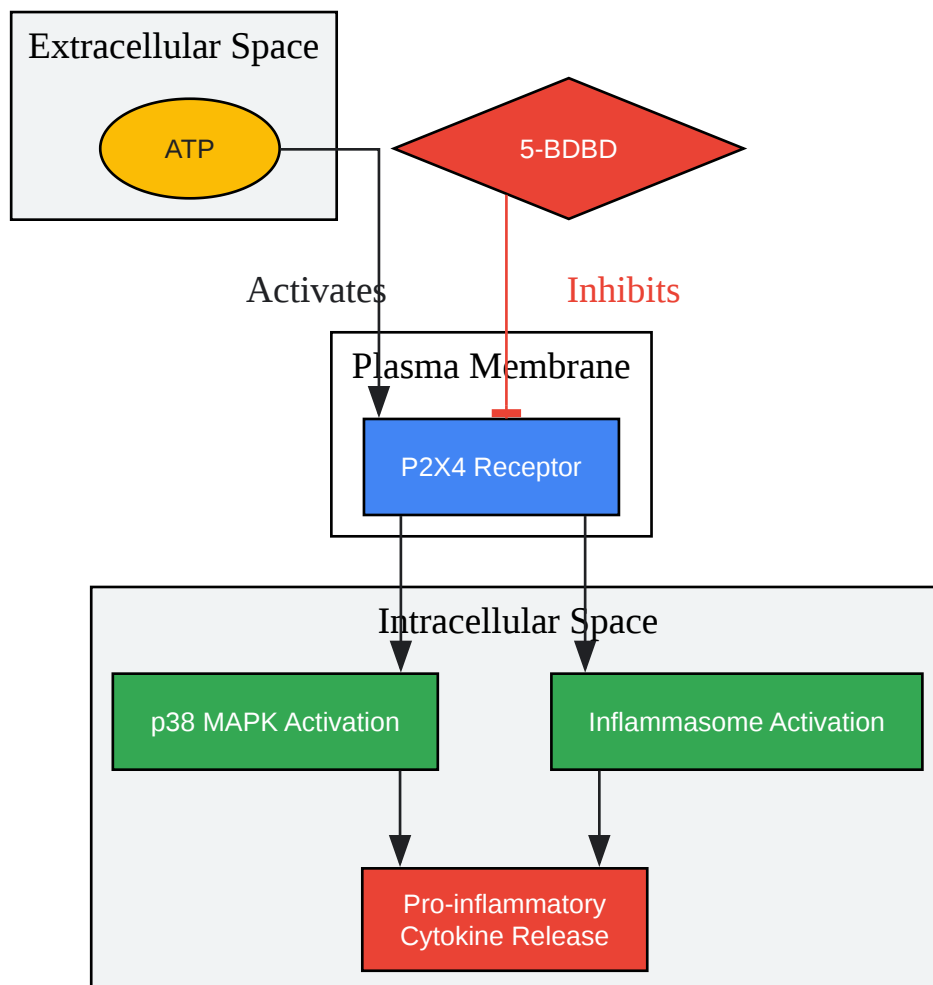 Extracellular Space
ATP
5-BDBD
Activates
Inhibits
Plasma Membrane
P2X4 Receptor
Intracellular Space
p38 MAPK Activation
Inflammasome Activation
Pro-inflammatory
Cytokine Release